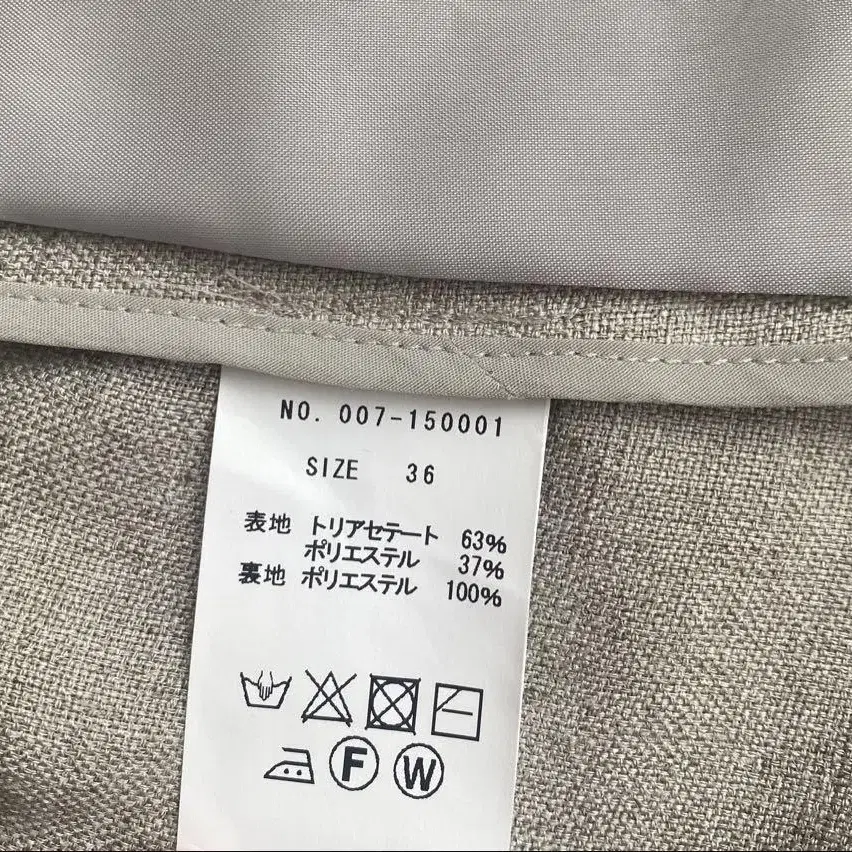 NO. 007-150001
SIZE 36
表地 トリアセテート 63%
ポリエステル 37%
裏地 ポリエステル 100%
F W